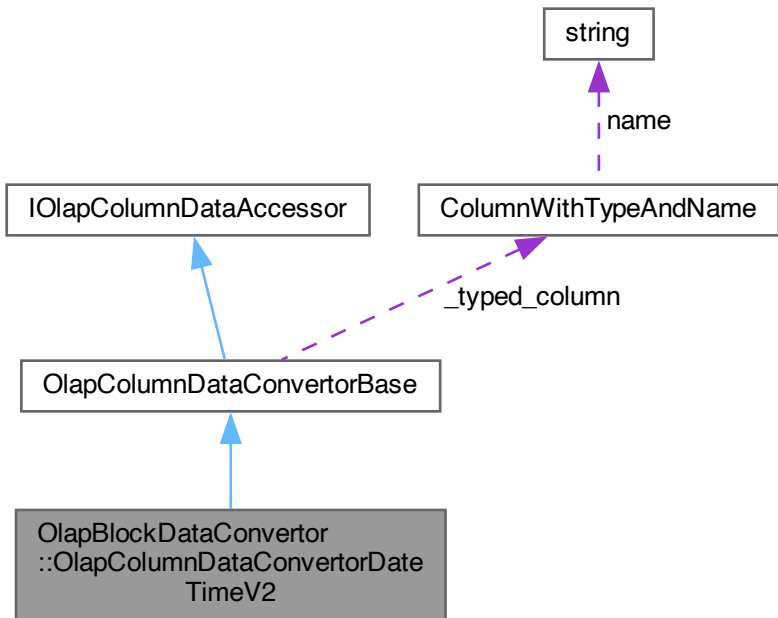 string
name
IOlapColumnDataAccessor
ColumnWithTypeAndName
_typed_column
OlapColumnDataConvertorBase
OlapBlockDataConvertor
::OlapColumnDataConvertorDate
TimeV2